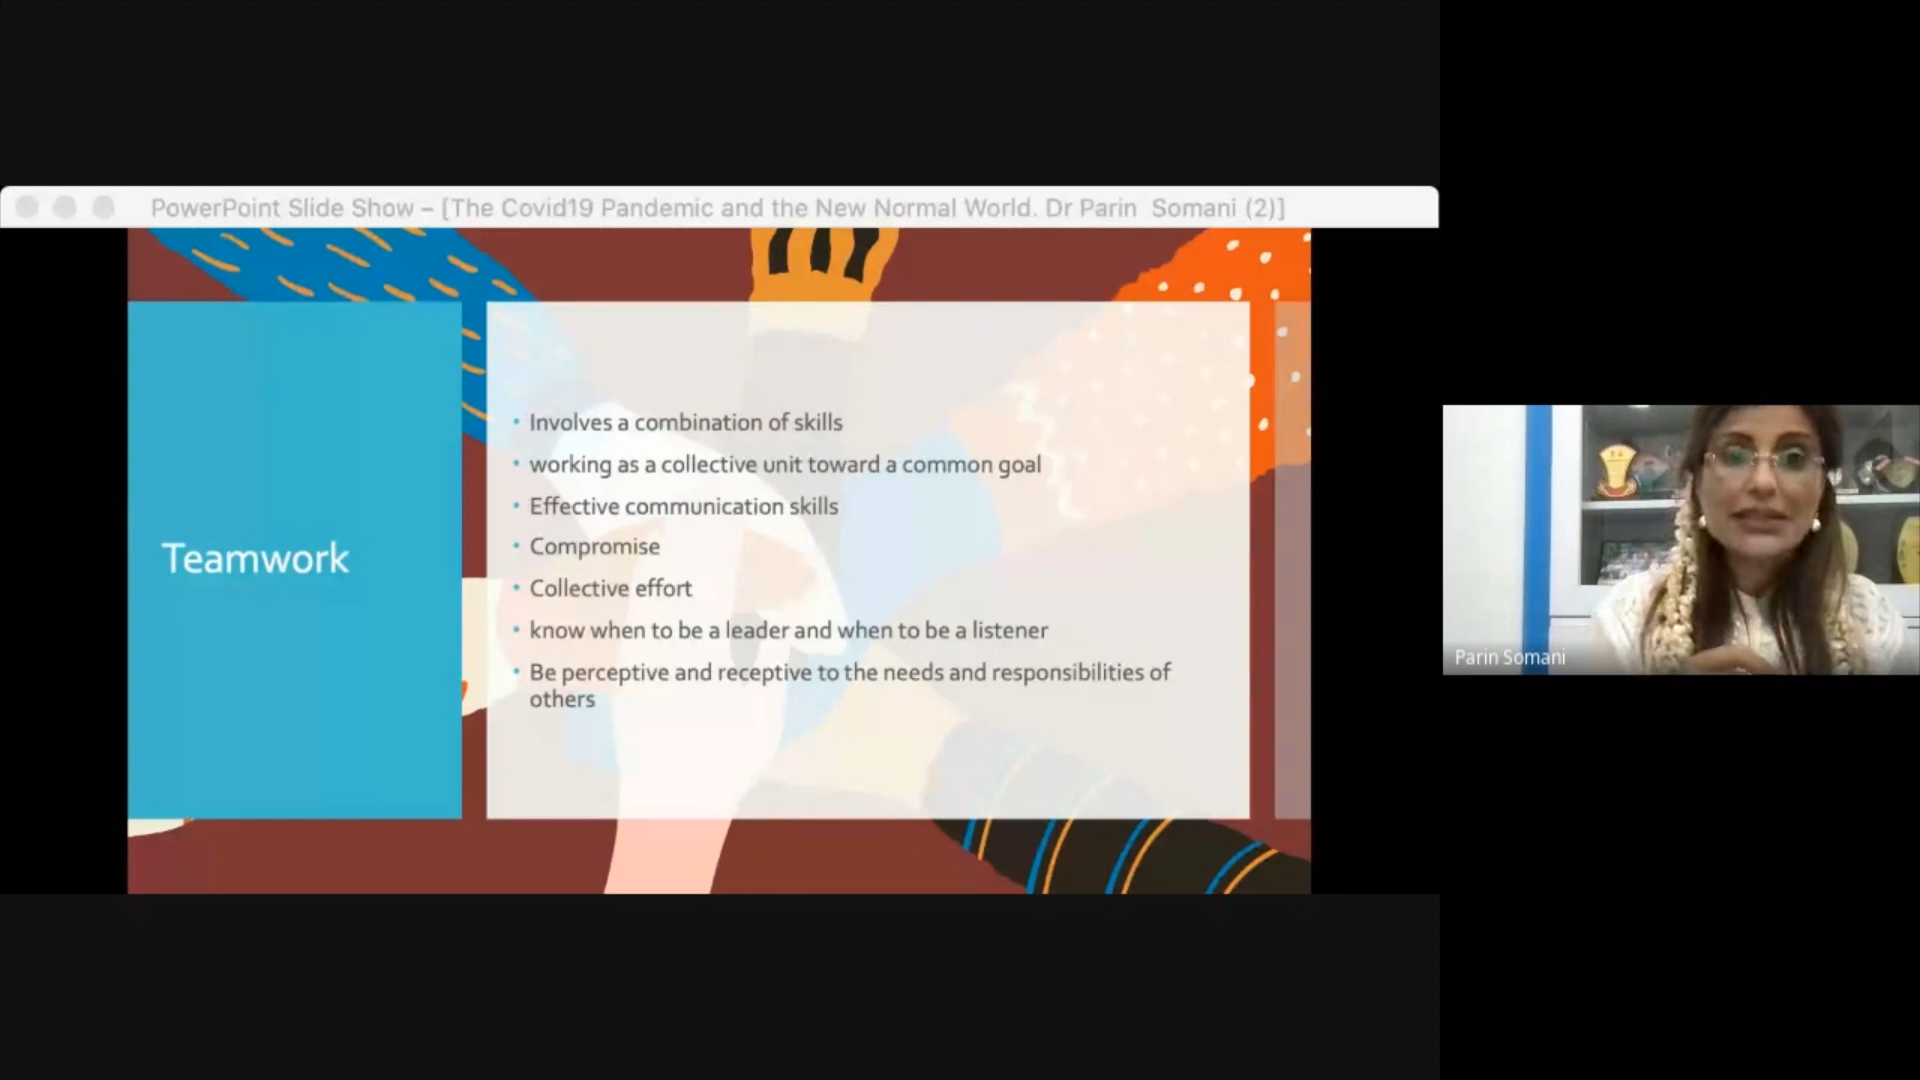 PowerPoint Slide Show – [The Covid19 Pandemic and the New Normal World. Dr Parin  Somani (2)]
Teamwork
• Involves a combination of skills
• working as a collective unit toward a common goal
• Effective communication skills
• Compromise
• Collective effort
• know when to be a leader and when to be a listener
• Be perceptive and receptive to the needs and responsibilities of
others
Parin Somani